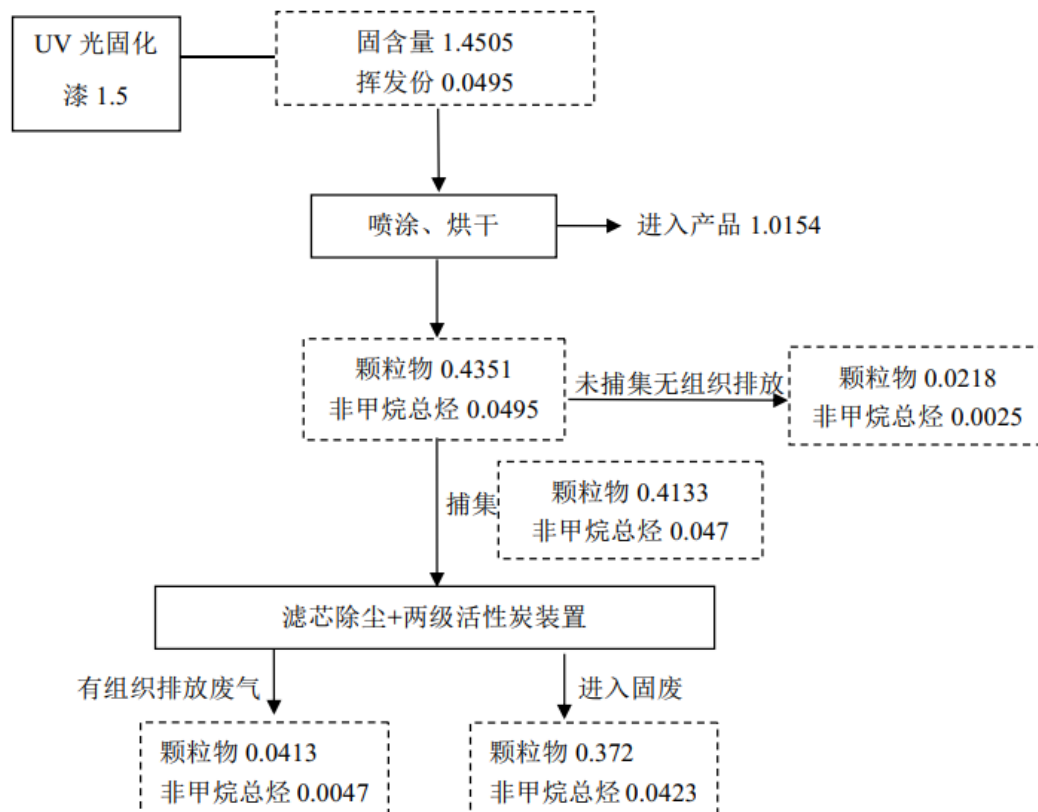 UV 光固化
漆 1.5
固含量 1.4505
挥发份 0.0495
喷涂、烘干
进入产品 1.0154
颗粒物 0.4351
非甲烷总烃 0.0495
未捕集无组织排放
颗粒物 0.0218
非甲烷总烃 0.0025
捕集
颗粒物 0.4133
非甲烷总烃 0.047
滤芯除尘+两级活性炭装置
有组织排放废气
进入固废
颗粒物 0.0413
非甲烷总烃 0.0047
颗粒物 0.372
非甲烷总烃 0.0423